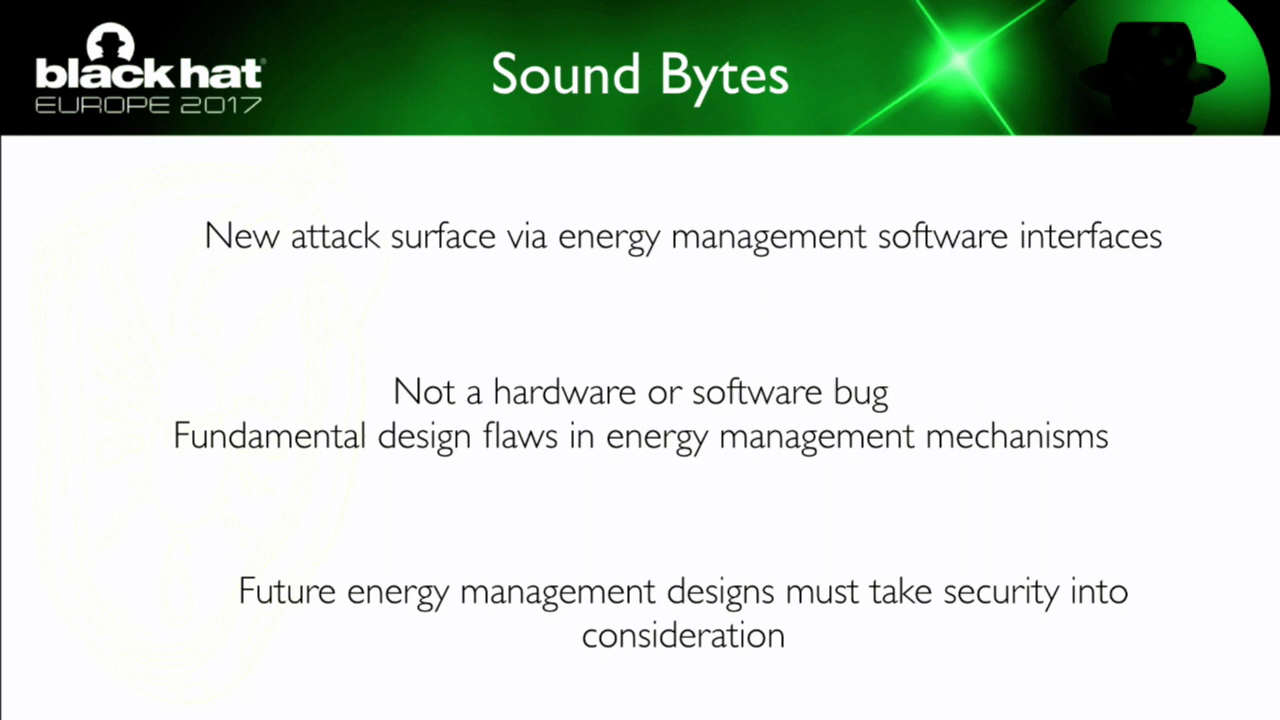 black hat®
EUROPE 2017
Sound Bytes
New attack surface via energy management software interfaces
Not a hardware or software bug
Fundamental design flaws in energy management mechanisms
Future energy management designs must take security into
consideration